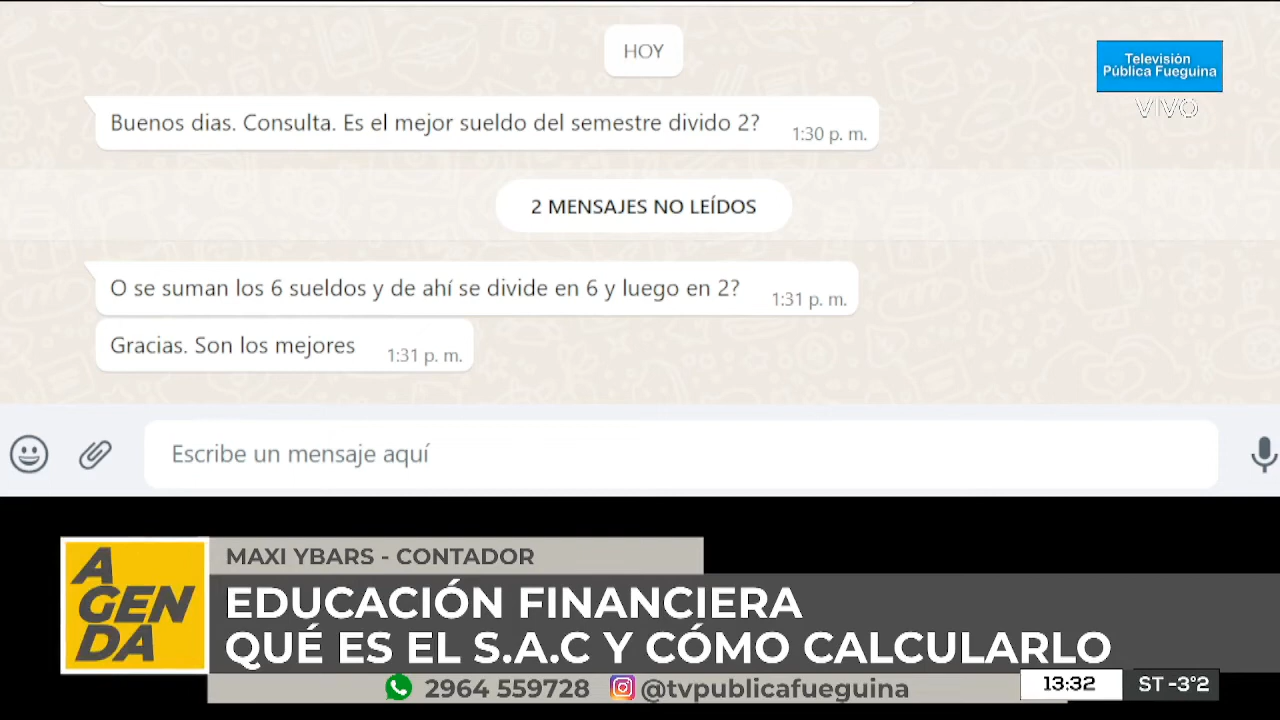 HOY
Televisión
Pública Fueguina
VIVO
Buenos dias. Consulta. Es el mejor sueldo del semestre divido 2?
1:30 p. m.
2 MENSAJES NO LEÍDOS
O se suman los 6 sueldos y de ahí se divide en 6 y luego en 2?
1:31 p. m.
Gracias. Son los mejores
1:31 p. m.
Escribe un mensaje aquí
A
GEN
DA
MAXI YBARS - CONTADOR
EDUCACIÓN FINANCIERA
QUÉ ES EL S.A.C Y CÓMO CALCULARLO
2964 559728 @tvpublicafueguina
13:32 ST -3°2